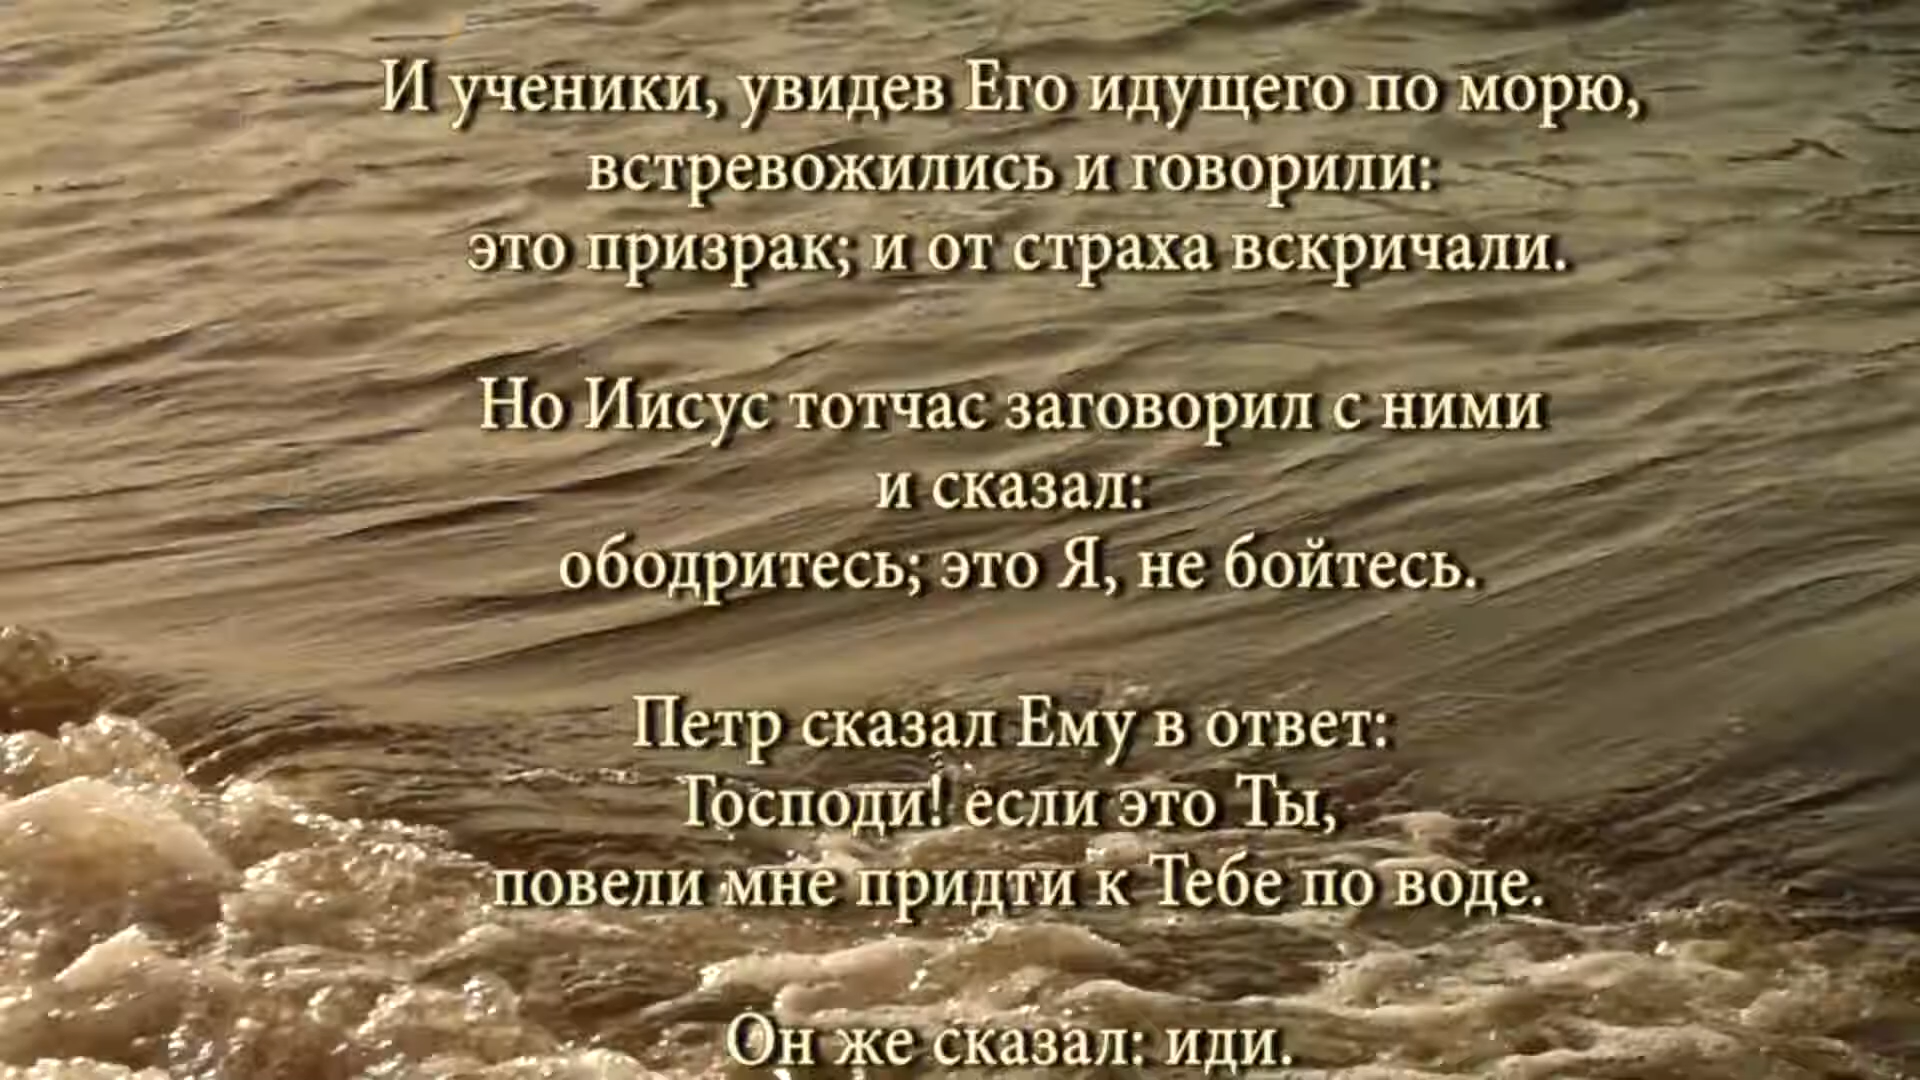 И ученики, увидев Его идущего по морю,
встревожились и говорили:
это призрак; и от страха вскричали.
Но Иисус тотчас заговорил с ними
и сказал:
ободритесь; это Я, не бойтесь.
Петр сказал Ему в ответ:
Господи! если это Ты,
повели мне придти к Тебе по воде.
Он же сказал: иди.